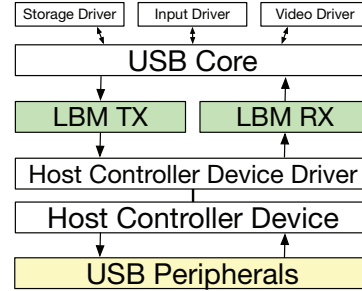 Storage Driver Input Driver Video Driver
USB Core
LBM TX LBM RX
Host Controller Device Driver
Host Controller Device
USB Peripherals